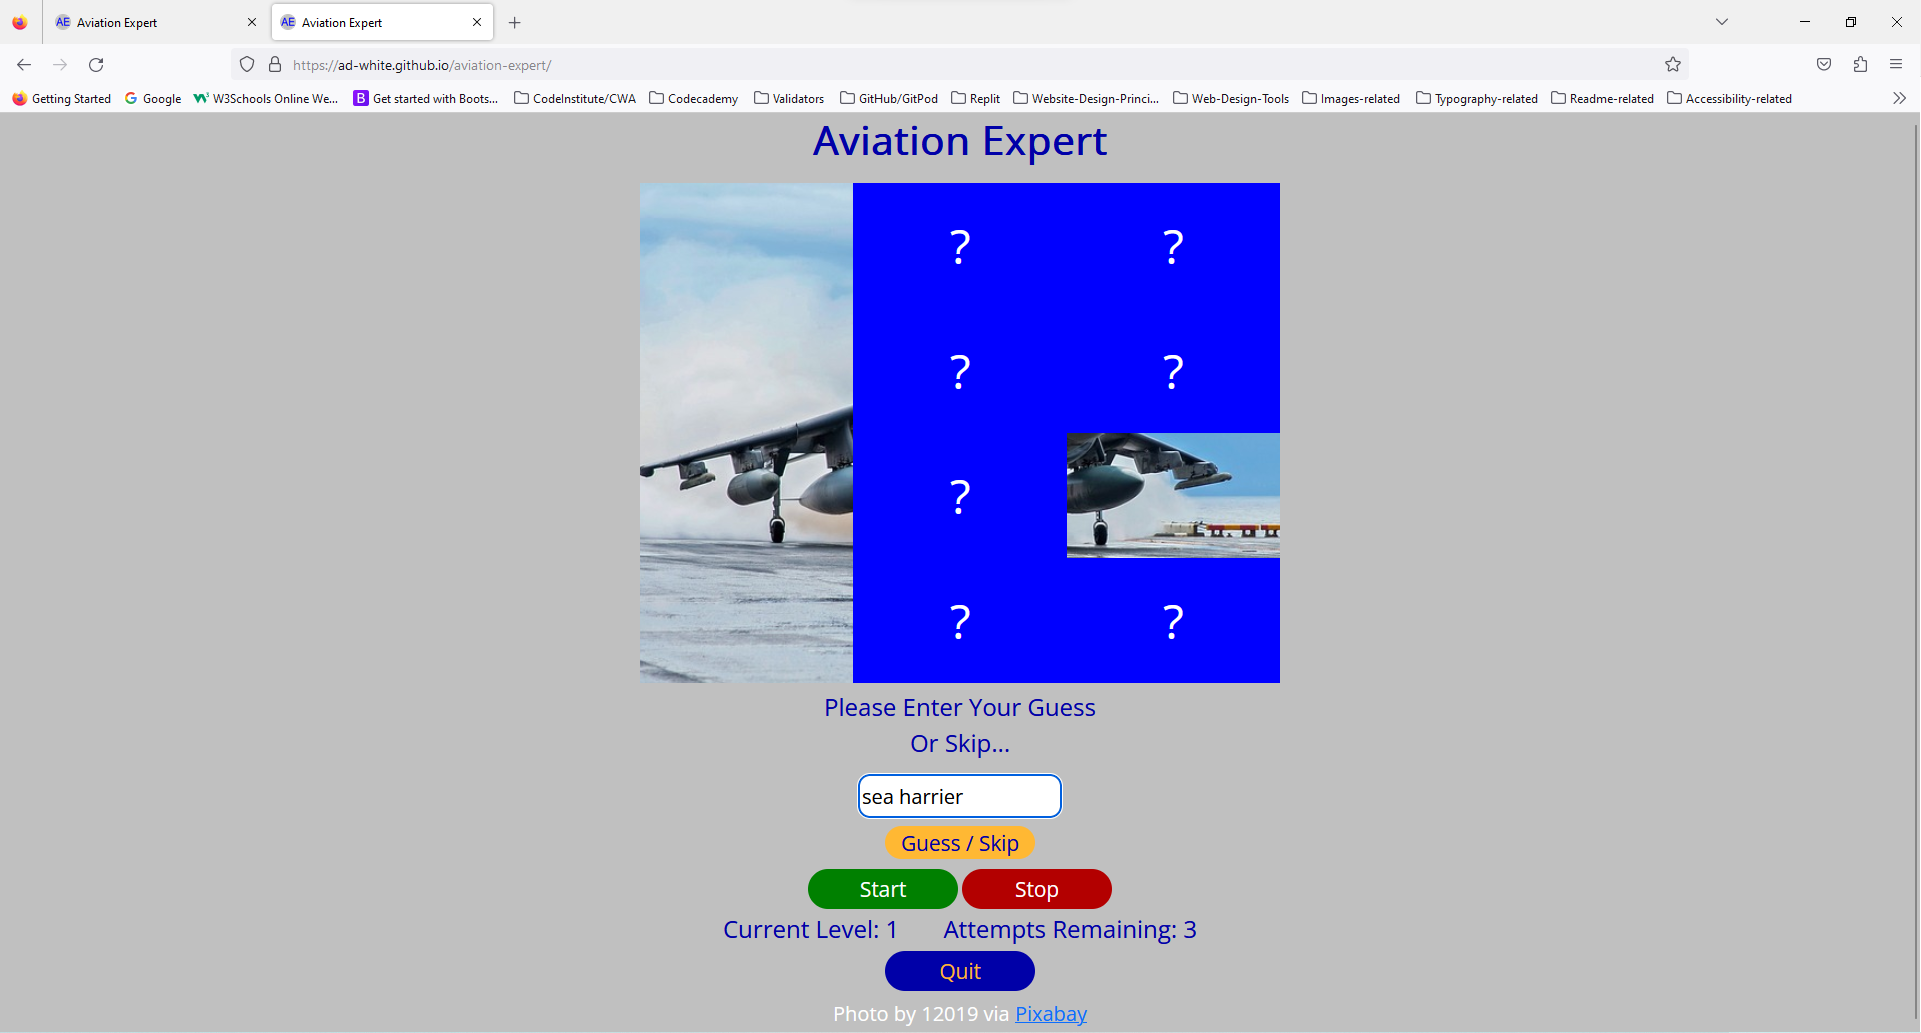 Aviation Expert
Aviation Expert
https://ad-white.github.io/aviation-expert/
Getting Started Google W3Schools Online We... B Get started with Boots... CodeInstitute/CWA Codecademy Validators GitHub/GitPod Replit Website-Design-Princi... Web-Design-Tools Images-related Typography-related Readme-related Accessibility-related
Aviation Expert
? ?
? ?
?
? ?
Please Enter Your Guess
Or Skip...
sea harrier
Guess / Skip
Start Stop
Current Level: 1 Attempts Remaining: 3
Quit
Photo by 12019 via Pixabay